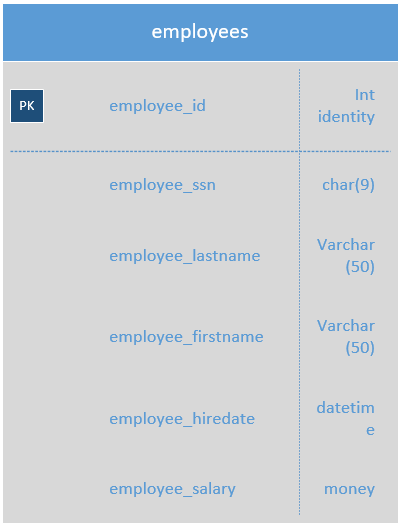 employees
PK
employee_id
Int
identity
employee_ssn
char(9)
employee_lastname
Varchar
(50)
employee_firstname
Varchar
(50)
employee_hiredate
datetim
e
employee_salary
money